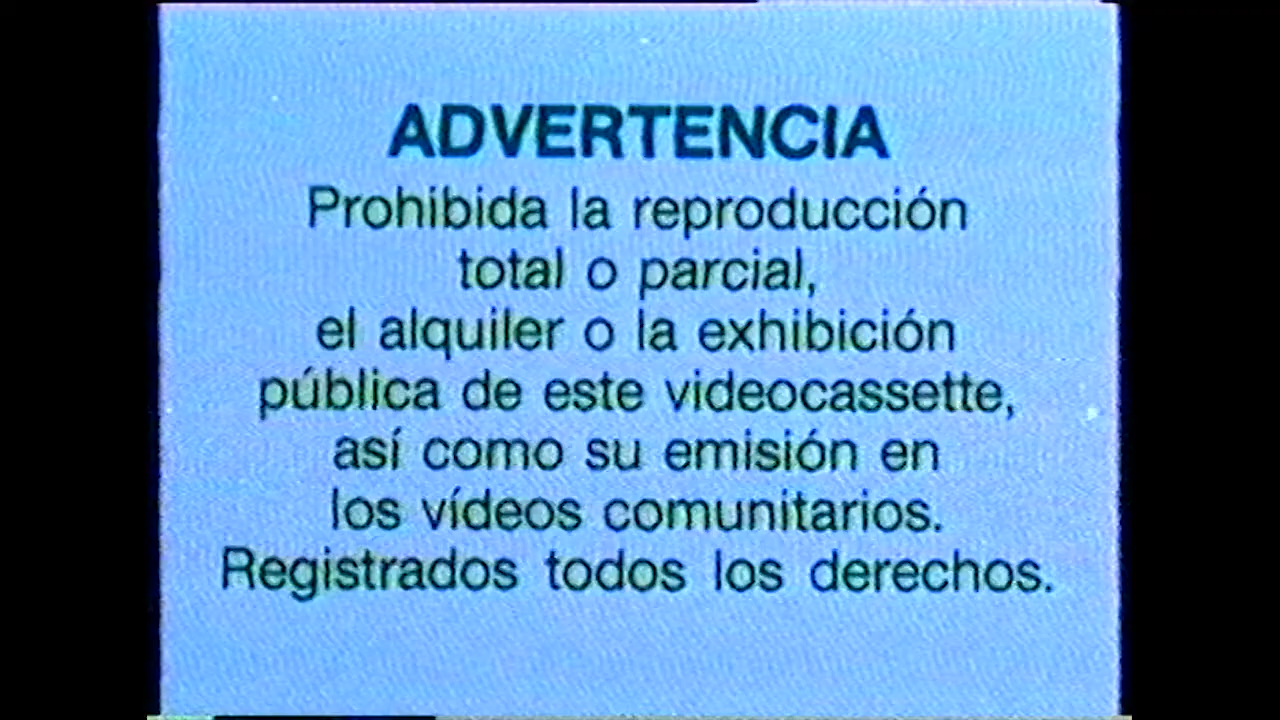 ADVERTENCIA
Prohibida la reproducción
total o parcial,
el alquiler o la exhibición
pública de este videocassette,
así como su emisión en
los vídeos comunitarios.
Registrados todos los derechos.